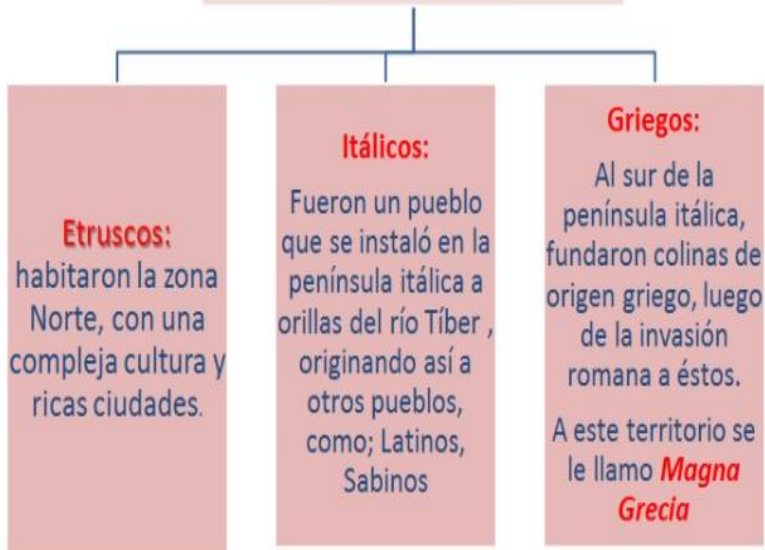 Etruscos:
habitaron la zona
Norte, con una
compleja cultura y
ricas ciudades.
Itálicos:
Fueron un pueblo
que se instaló en la
península itálica a
orillas del río Tíber ,
originando así a
otros pueblos,
como; Latinos,
Sabinos
Griegos:
Al sur de la
península itálica,
fundaron colinas de
origen griego, luego
de la invasión
romana a éstos.
A este territorio se
le llamo Magna
Grecia